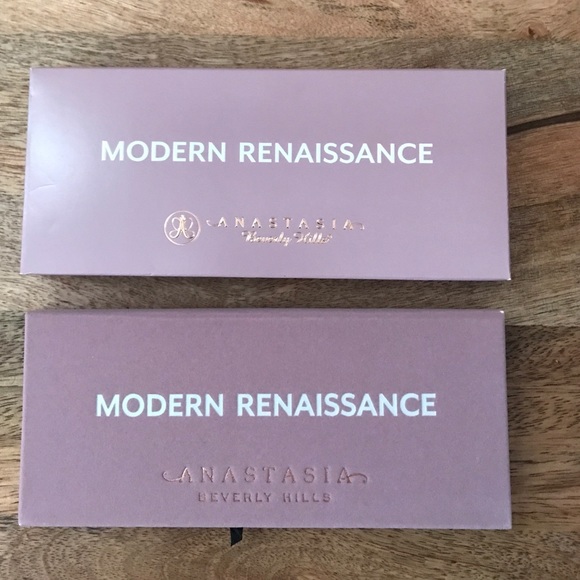 MODERN RENAISSANCE
ANASTASIA
Beverly Hills
MODERN RENAISSANCE
ANASTASIA
BEVERLY HILLS